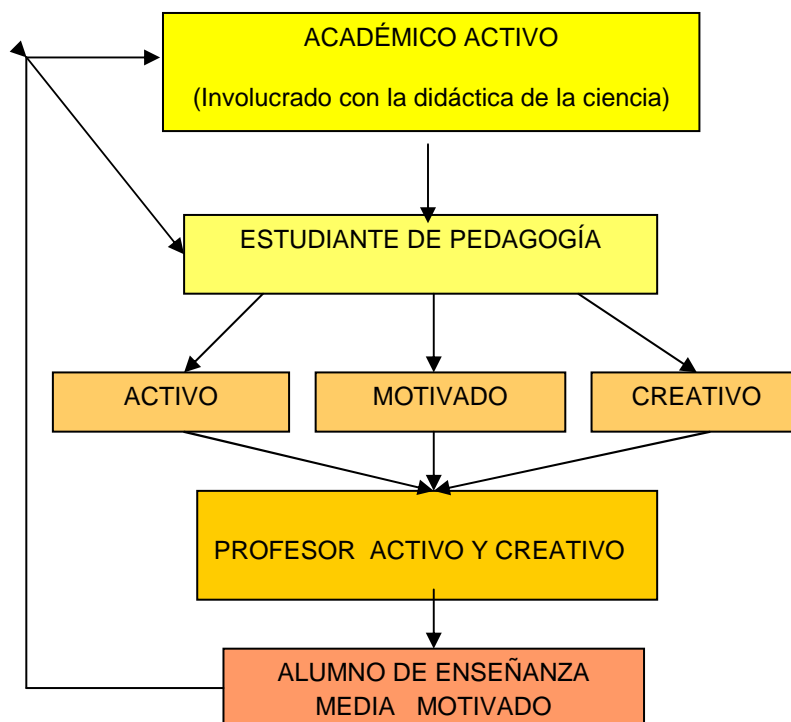 ACADÉMICO ACTIVO
(Involucrado con la didáctica de la ciencia)
ESTUDIANTE DE PEDAGOGÍA
ACTIVO
MOTIVADO
CREATIVO
PROFESOR ACTIVO Y CREATIVO
ALUMNO DE ENSEÑANZA
MEDIA MOTIVADO